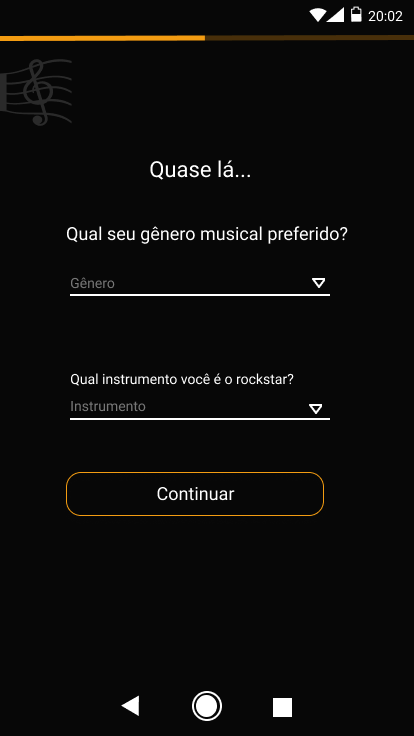 20:02
Quase lá...
Qual seu gênero musical preferido?
Gênero
Qual instrumento você é o rockstar?
Instrumento
Continuar